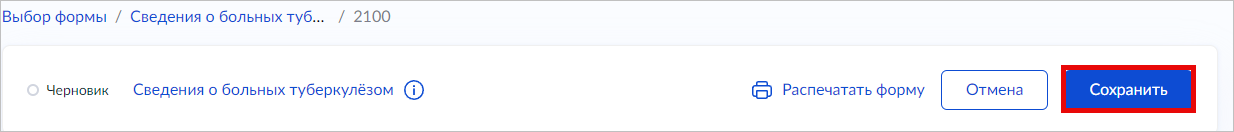 Выбор формы / Сведения о больных туб... / 2100
Черновик Сведения о больных туберкулёзом Распечатать форму Отмена Сохранить